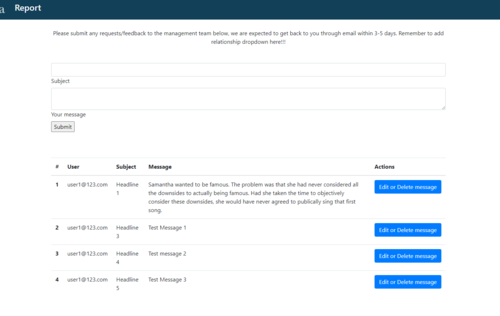 a Report
Please submit any requests/feedback to the management team below, we are expected to get back to you through email within 3-5 days. Remember to add
relationship dropdown here!!!
Subject
Your message
Submit
# User Subject Message Actions
1 user1@123.com Headline Samantha wanted to be famous. The problem was that she had never considered all Edit or Delete message
1 the downsides to actually being famous. Had she taken the time to objectively
consider these downsides, she would have never agreed to publically sing that first
song.
2 user1@123.com Headline Test Message 1 Edit or Delete message
3
3 user1@123.com Headline Test message 2 Edit or Delete message
4
4 user1@123.com Headline Test Message 3 Edit or Delete message
5